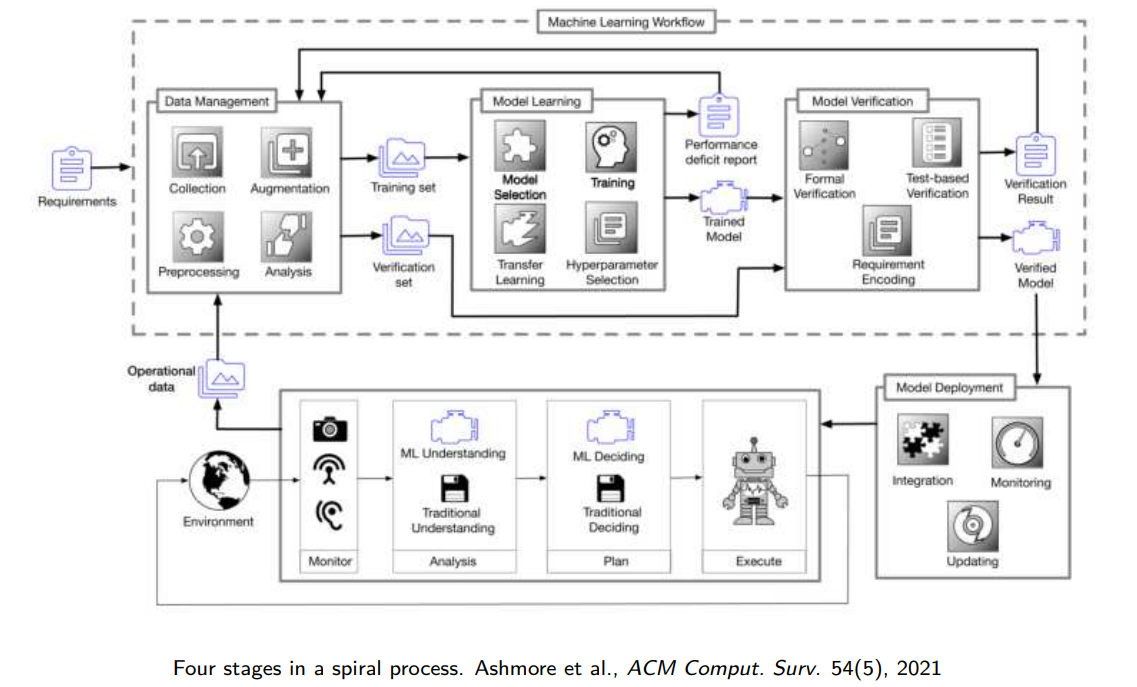 Machine Learning Workflow
Data Management
Collection
Augmentation
Preprocessing
Analysis
Requirements
Training set
Verification
set
Model Learning
Model
Selection
Training
Transfer
Learning
Hyperparameter
Selection
Performance
deficit report
Trained
Model
Model Verification
Formal
Verification
Test-based
Verification
Requirement
Encoding
Verification
Result
Verified
Model
Operational
data
Environment
Monitor
ML Understanding
Traditional
Understanding
Analysis
ML Deciding
Traditional
Deciding
Plan
Execute
Model Deployment
Integration
Monitoring
Updating
Four stages in a spiral process. Ashmore et al., ACM Comput. Surv. 54(5), 2021